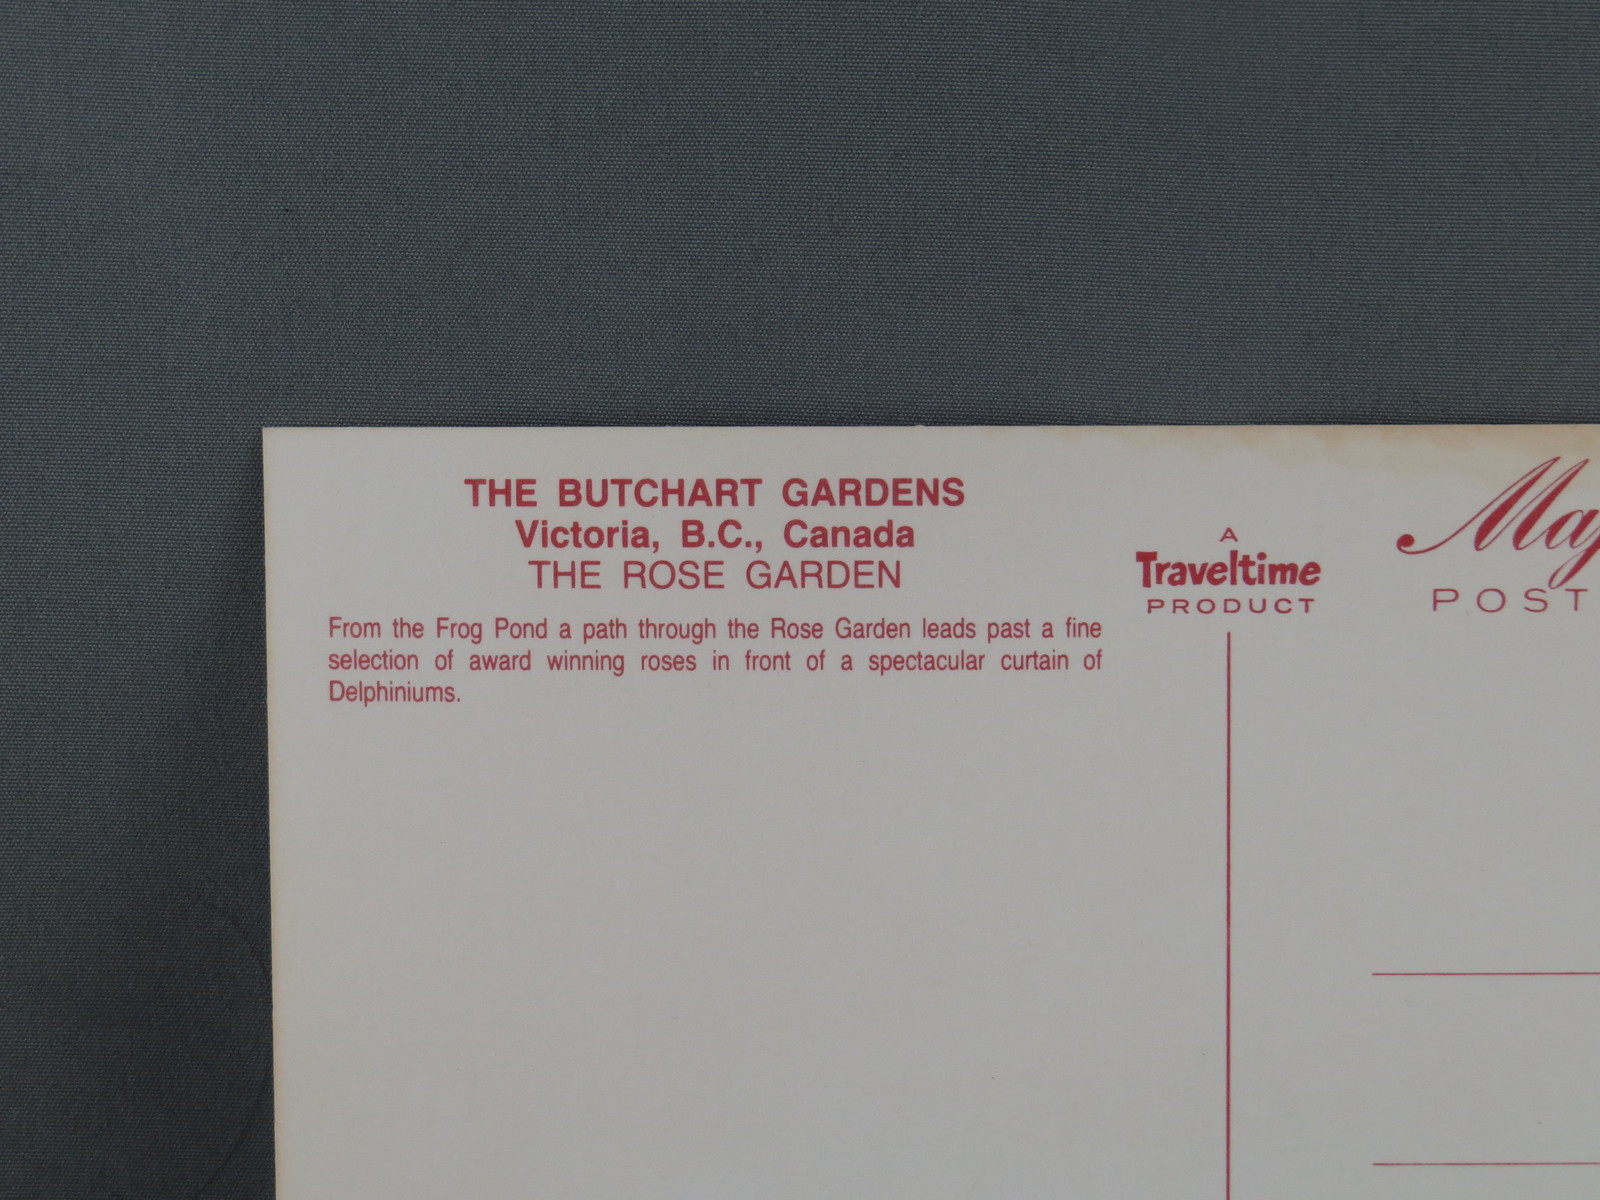 THE BUTCHART GARDENS
Victoria, B.C., Canada
THE ROSE GARDEN
From the Frog Pond a path through the Rose Garden leads past a fine
selection of award winning roses in front of a spectacular curtain of
Delphiniums.
A
Traveltime
PRODUCT
POST